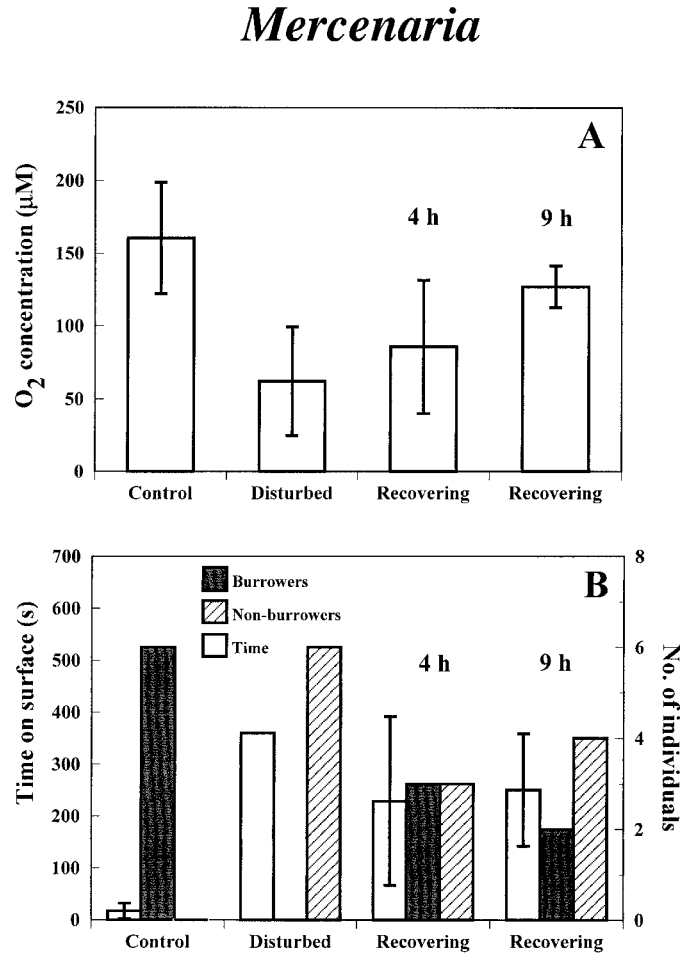 Mercenaria
A
250
200
150
100
50
0
O2 concentration (µM)
4 h
9 h
Control
Disturbed
Recovering
Recovering
B
700
600
500
400
300
200
100
0
Time on surface (s)
Burrowers
Non-burrowers
Time
4 h
9 h
8
6
4
2
0
No. of individuals
Control
Disturbed
Recovering
Recovering